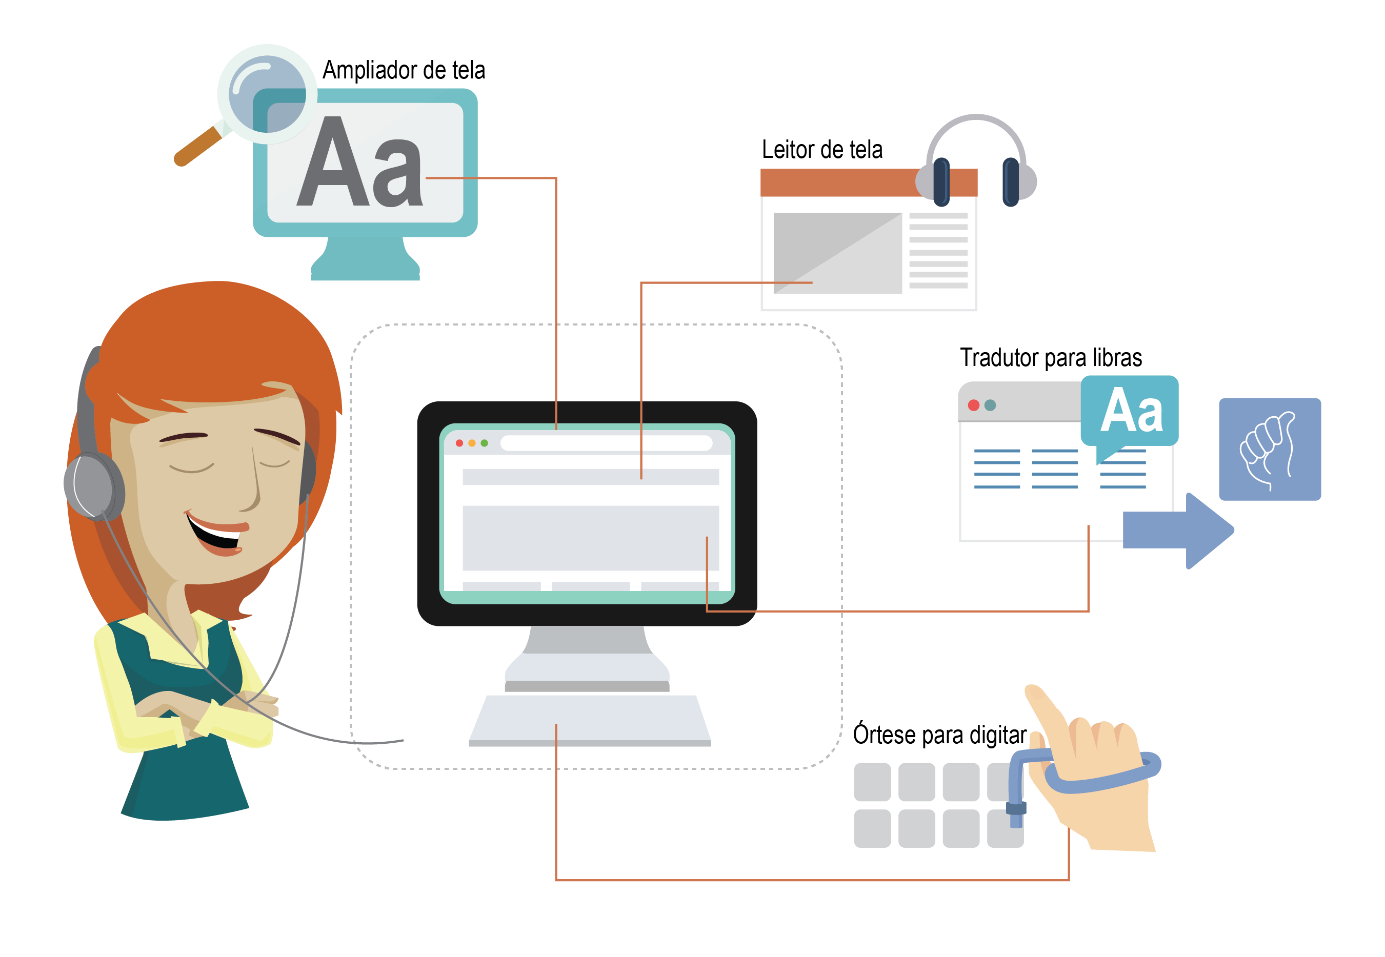 Ampliador de tela
Aa
Leitor de tela
Tradutor para libras
Aa
Órtese para digitar